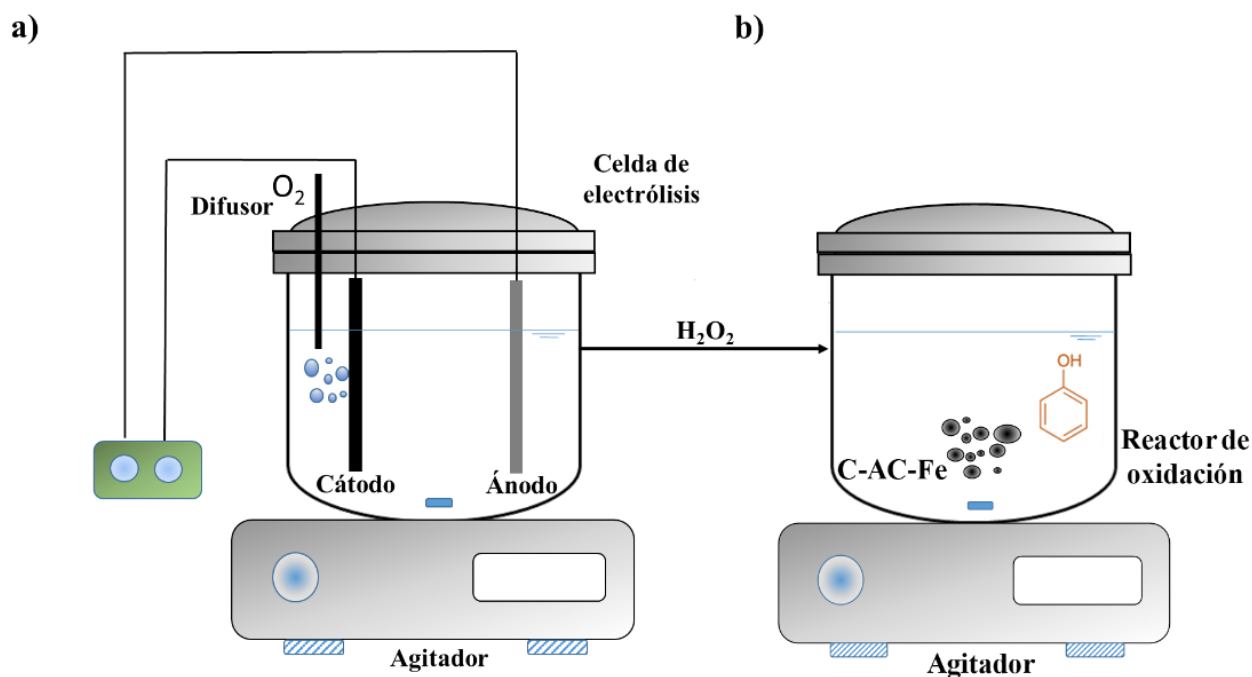 a)
b)
Celda de
electrólisis
O₂
Difusor
H₂O₂
OH
Cátodo
Ánodo
C-AC-Fe
Reactor de
oxidación
Agitador
Agitador